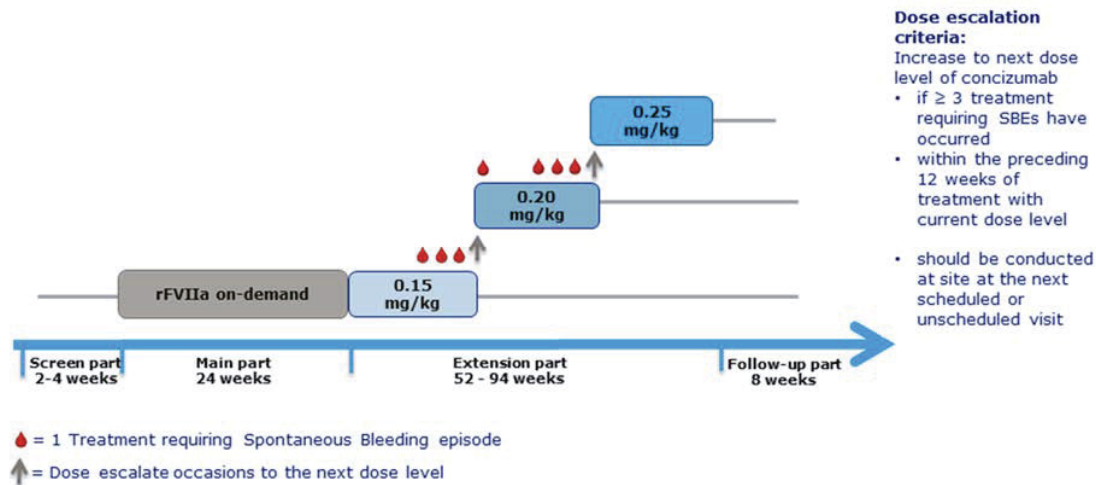 Dose escalation
criteria:
Increase to next dose
level of concizumab
• if ≥ 3 treatment
requiring SBEs have
occurred
• within the preceding
12 weeks of
treatment with
current dose level
• should be conducted
at site at the next
scheduled or
unscheduled visit
0.25
mg/kg
0.20
mg/kg
rFVIIa on-demand
0.15
mg/kg
Screen part
2-4 weeks
Main part
24 weeks
Extension part
52 - 94 weeks
Follow-up part
8 weeks
= 1 Treatment requiring Spontaneous Bleeding episode
= Dose escalate occasions to the next dose level